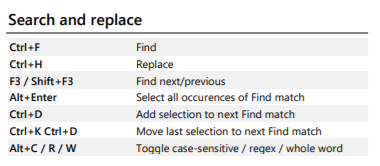 Search and replace
Ctrl+F Find
Ctrl+H Replace
F3 / Shift+F3 Find next/previous
Alt+Enter Select all occurences of Find match
Ctrl+D Add selection to next Find match
Ctrl+K Ctrl+D Move last selection to next Find match
Alt+C / R / W Toggle case-sensitive / regex / whole word